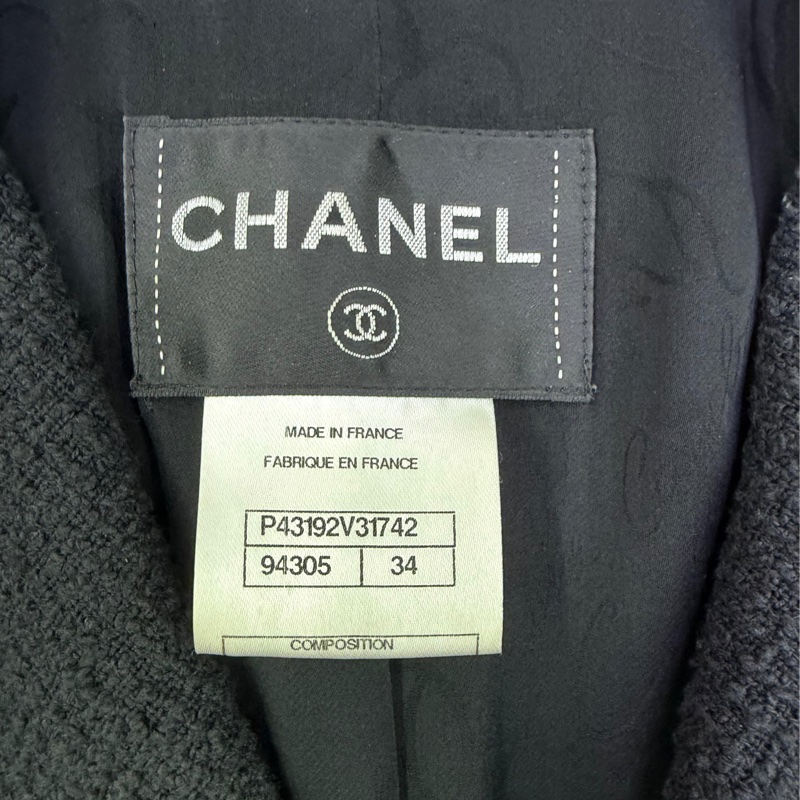 CHANEL
MADE IN FRANCE
FABRIQUE EN FRANCE
P43192V31742
94305 34
COMPOSITION